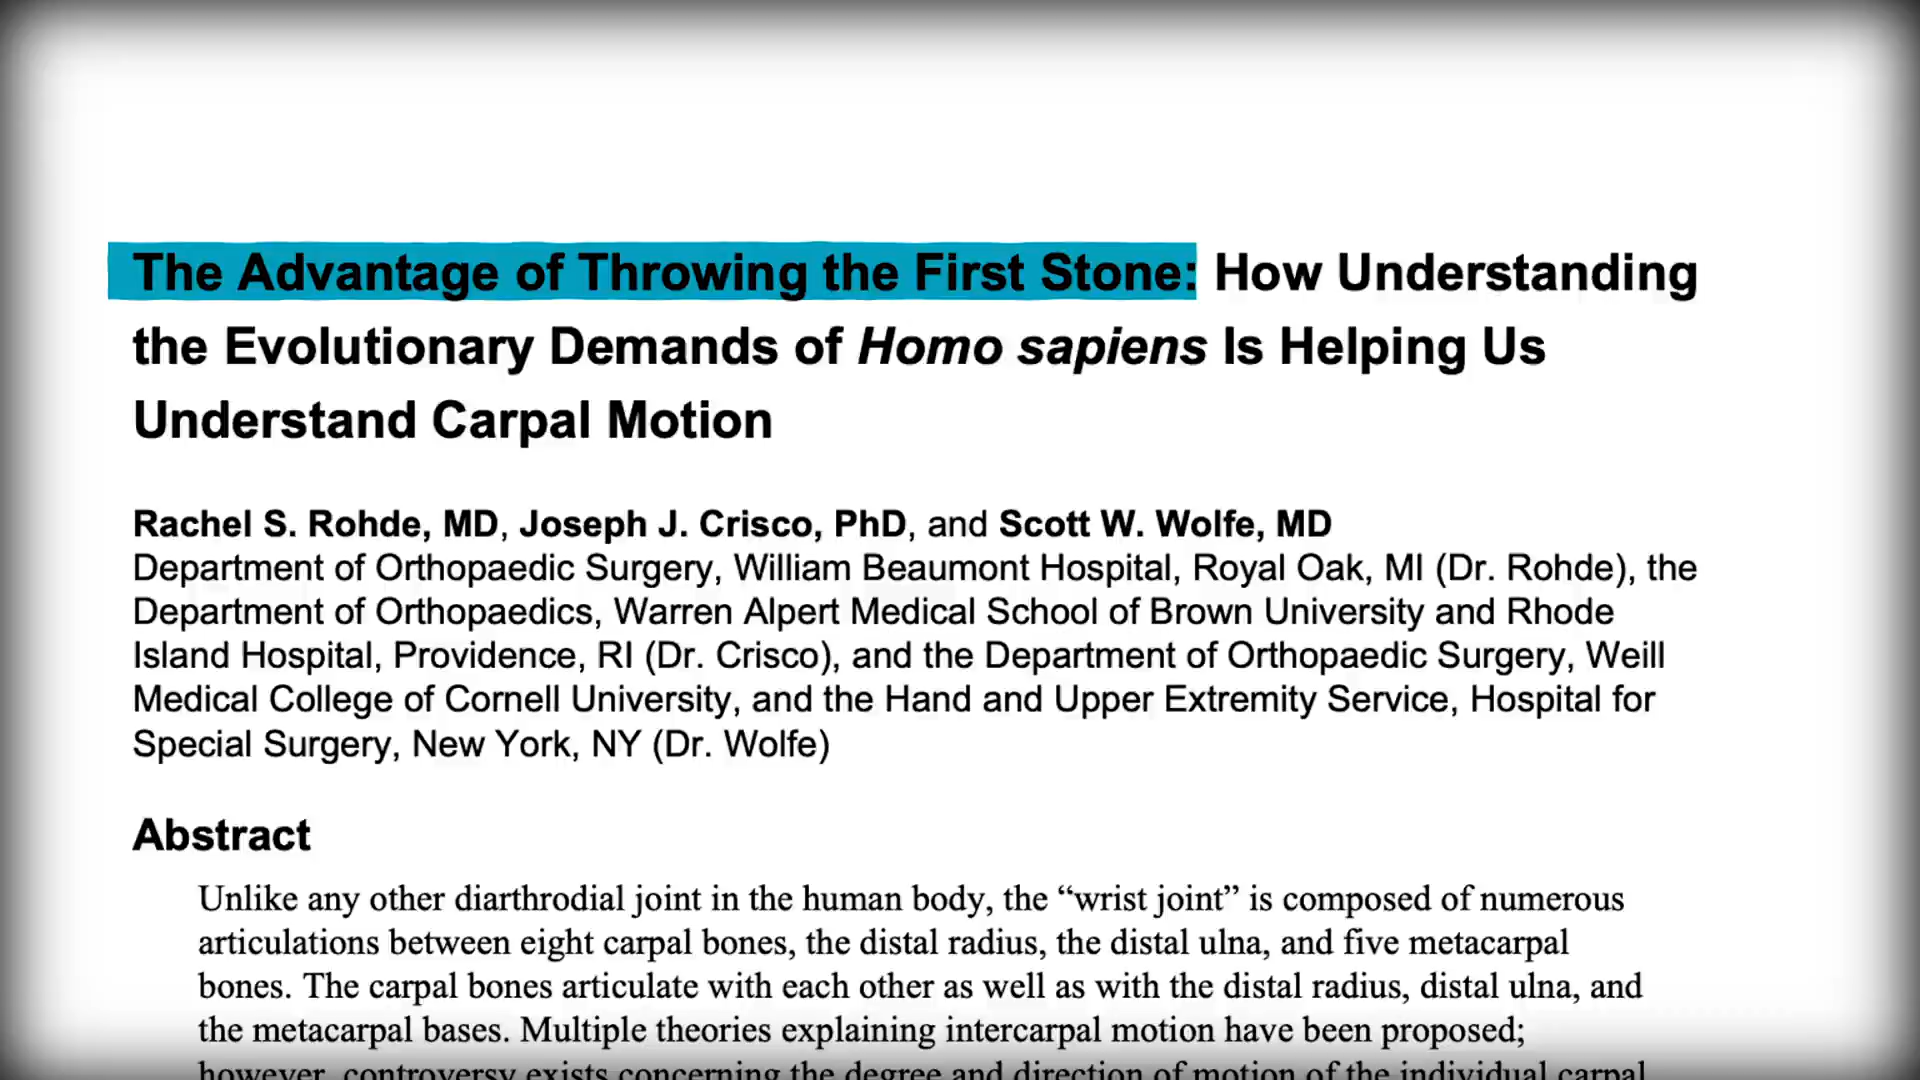 The Advantage of Throwing the First Stone: How Understanding
the Evolutionary Demands of Homo sapiens Is Helping Us
Understand Carpal Motion
Rachel S. Rohde, MD, Joseph J. Crisco, PhD, and Scott W. Wolfe, MD
Department of Orthopaedic Surgery, William Beaumont Hospital, Royal Oak, MI (Dr. Rohde), the
Department of Orthopaedics, Warren Alpert Medical School of Brown University and Rhode
Island Hospital, Providence, RI (Dr. Crisco), and the Department of Orthopaedic Surgery, Weill
Medical College of Cornell University, and the Hand and Upper Extremity Service, Hospital for
Special Surgery, New York, NY (Dr. Wolfe)
Abstract
Unlike any other diarthrodial joint in the human body, the “wrist joint” is composed of numerous
articulations between eight carpal bones, the distal radius, the distal ulna, and five metacarpal
bones. The carpal bones articulate with each other as well as with the distal radius, distal ulna, and
the metacarpal bases. Multiple theories explaining intercarpal motion have been proposed;
however, controversy exists concerning the degree and direction of motion of the individual carpal